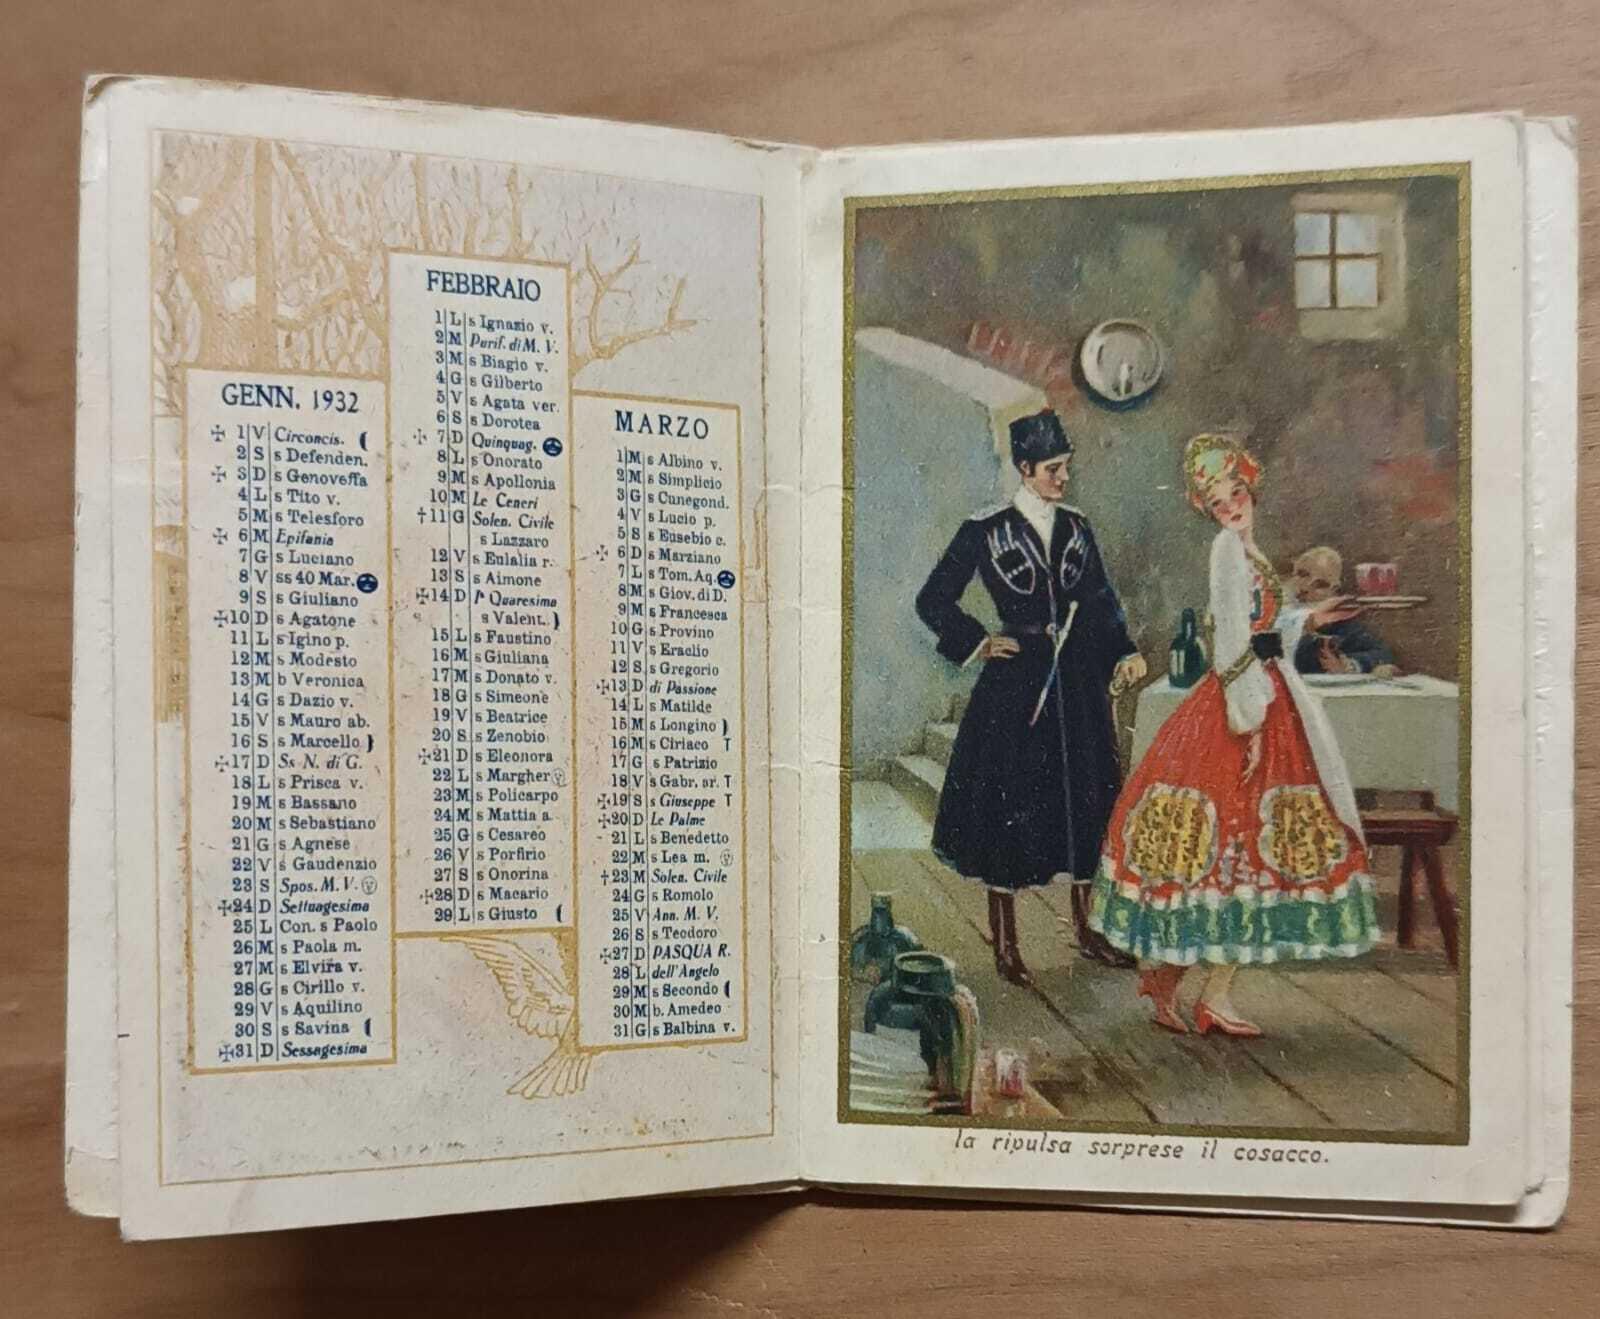 GENN. 1932
✠ 1 V Circoncis. ☾
2 S s Defenden.
✠ 3 D s Genoveffa
4 L s Tito v.
5 M s Telesforo
✠ 6 M Epifania
7 G s Luciano
8 V ss 40 Mar.
9 S s Giuliano
✠ 10 D s Agatone
11 L s Igino p.
12 M s Modesto
13 M b Veronica
14 G s Dazio v.
15 V s Mauro ab.
16 S s Marcello ☽
✠ 17 D Ss N. di G.
18 L s Prisca v.
19 M s Bassano
20 M s Sebastiano
21 G s Agnese
22 V s Gaudenzio
23 S Spos. M. V.
✠ 24 D Settuagesima
25 L Con. s Paolo
26 M s Paola m.
27 M s Elvira v.
28 G s Cirillo v.
29 V s Aquilino
30 S s Savina ☾
✠ 31 D Sessagesima
FEBBRAIO
1 L s Ignazio v.
2 M Purif. di M. V.
3 M s Biagio v.
4 G s Gilberto
5 V s Agata ver.
6 S s Dorotea
✠ 7 D Quinquag.
8 L s Onorato
9 M s Apollonia
10 M Le Ceneri
† 11 G Solen. Civile
s Lazzaro
12 V s Eulalia r.
13 S s Aimone
✠ 14 D Iª Quaresima
s Valent. ☽
15 L s Faustino
16 M s Giuliana
17 M s Donato v.
18 G s Simeone
19 V s Beatrice
20 S s Zenobio
✠ 21 D s Eleonora
22 L s Margher
23 M s Policarpo
24 M s Mattia a.
25 G s Cesareo
26 V s Porfirio
27 S s Onorina
✠ 28 D s Macario
29 L s Giusto ☾
MARZO
1 M s Albino v.
2 M s Simplicio
3 G s Cunegond.
4 V s Lucio p.
5 S s Eusebio c.
✠ 6 D s Marziano
7 L s Tom. Aq.
8 M s Giov. di D.
9 M s Francesca
10 G s Provino
11 V s Eraclio
12 S s Gregorio
✠ 13 D di Passione
14 L s Matilde
15 M s Longino ☽
16 M s Ciriaco T
17 G s Patrizio
18 V s Gabr. ar. T
✠ 19 S s Giuseppe T
✠ 20 D Le Palme
21 L s Benedetto
22 M s Lea m.
† 23 M Solen. Civile
24 G s Romolo
25 V Ann. M. V.
26 S s Teodoro
✠ 27 D PASQUA R.
28 L dell'Angelo
29 M s Secondo ☾
30 M b. Amedeo
31 G s Balbina v.
la ripulsa sorprese il cosacco.